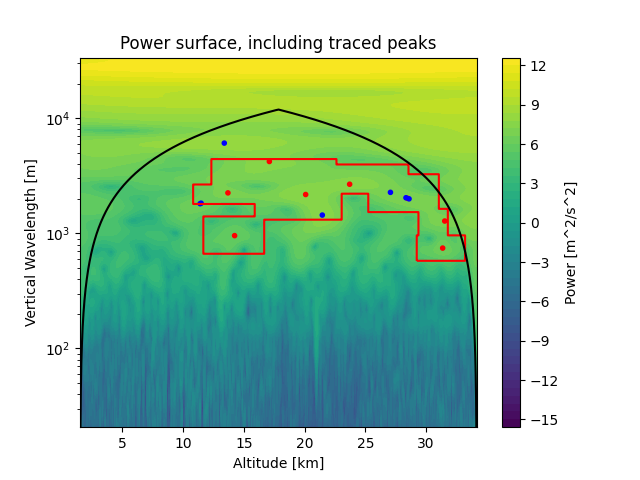 Power surface, including traced peaks
10^4
10^3
10^2
Vertical Wavelength [m]
5 10 15 20 25 30
Altitude [km]
12
9
6
3
0
−3
−6
−9
−12
−15
Power [m^2/s^2]